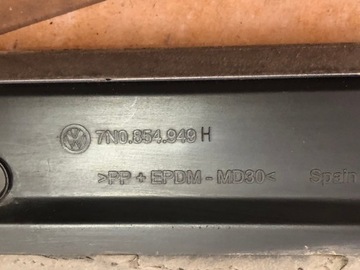 7N0.854.949 H
>PP + EPDM - MD30< Spain